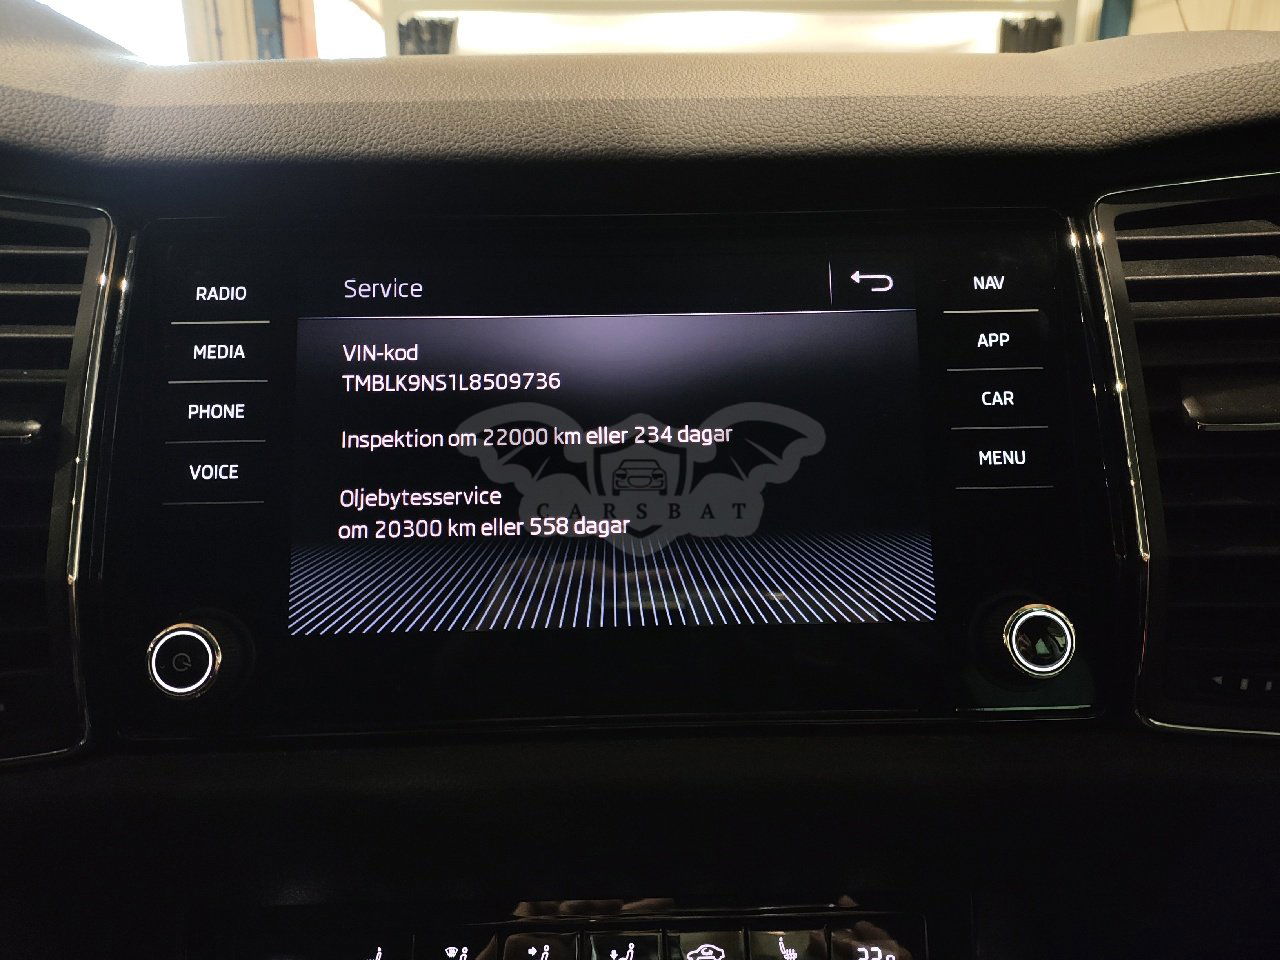 RADIO
MEDIA
PHONE
VOICE
Service
VIN-kod
TMBLK9NS1L8509736
Inspektion om 22000 km eller 234 dagar
Oljebytesservice
om 20300 km eller 558 dagar
CARSBAT
NAV
APP
CAR
MENU